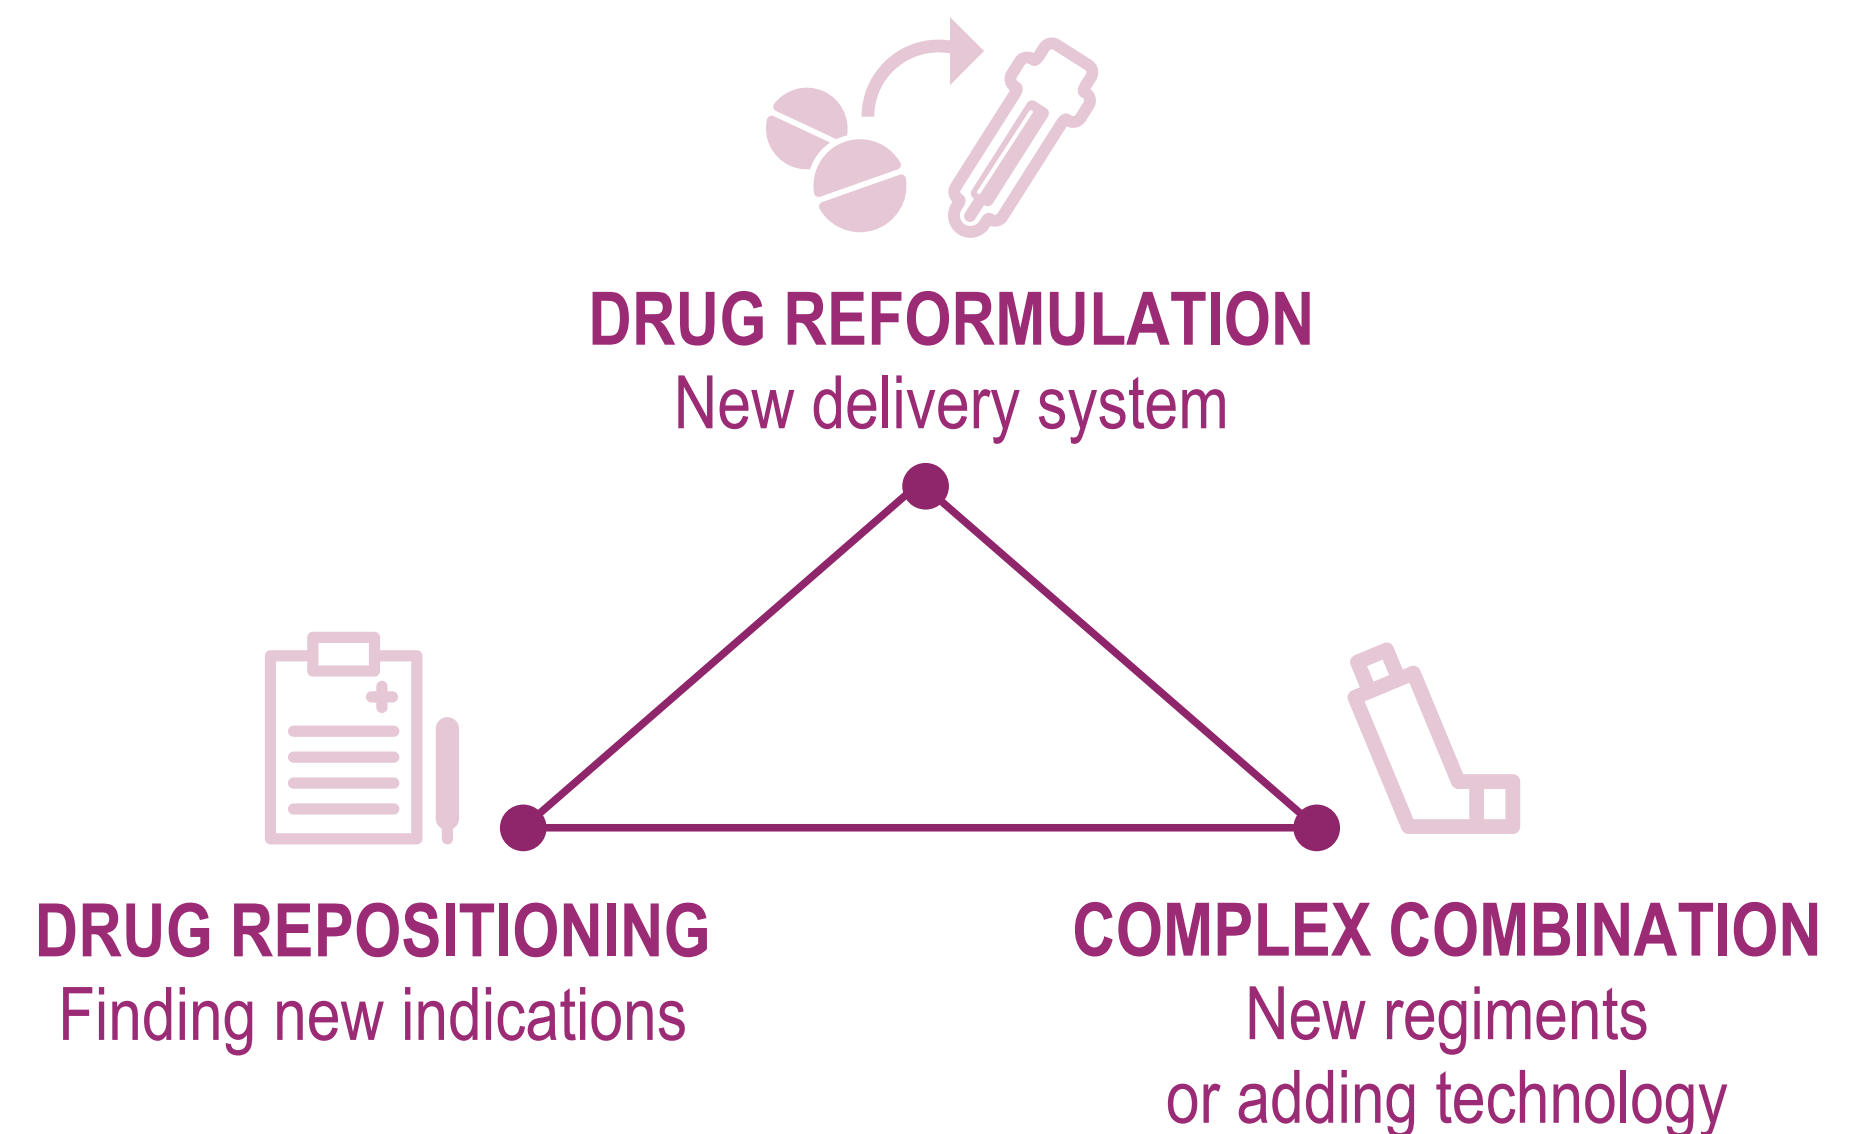 DRUG REFORMULATION
New delivery system
DRUG REPOSITIONING
Finding new indications
COMPLEX COMBINATION
New regiments
or adding technology